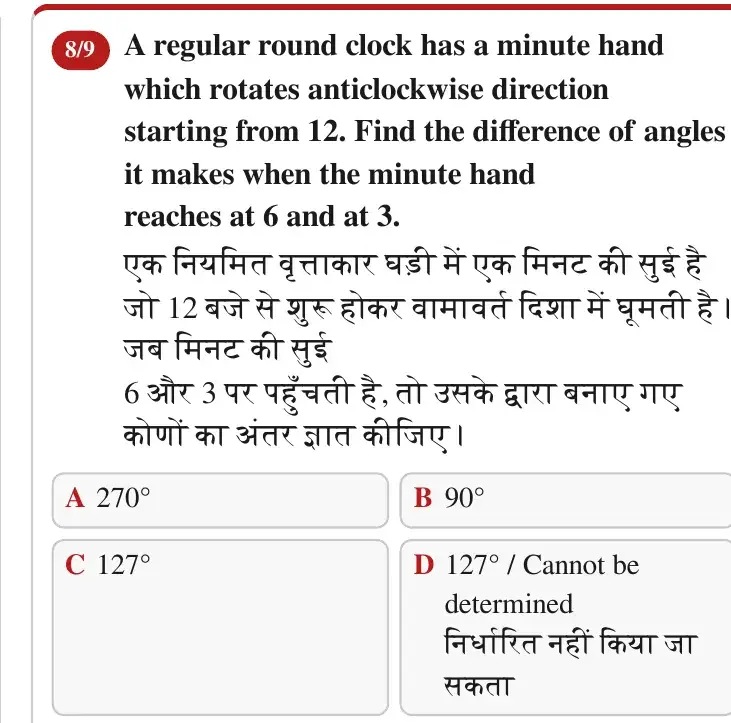 8/9 A regular round clock has a minute hand
which rotates anticlockwise direction
starting from 12. Find the difference of angles
it makes when the minute hand
reaches at 6 and at 3.
एक नियमित वृत्ताकार घड़ी में एक मिनट की सुई है
जो 12 बजे से शुरू होकर वामावर्त दिशा में घूमती है।
जब मिनट की सुई
6 और 3 पर पहुँचती है, तो उसके द्वारा बनाए गए
कोणों का अंतर ज्ञात कीजिए।
A 270°
B 90°
C 127°
D 127° / Cannot be
determined
निर्धारित नहीं किया जा
सकता